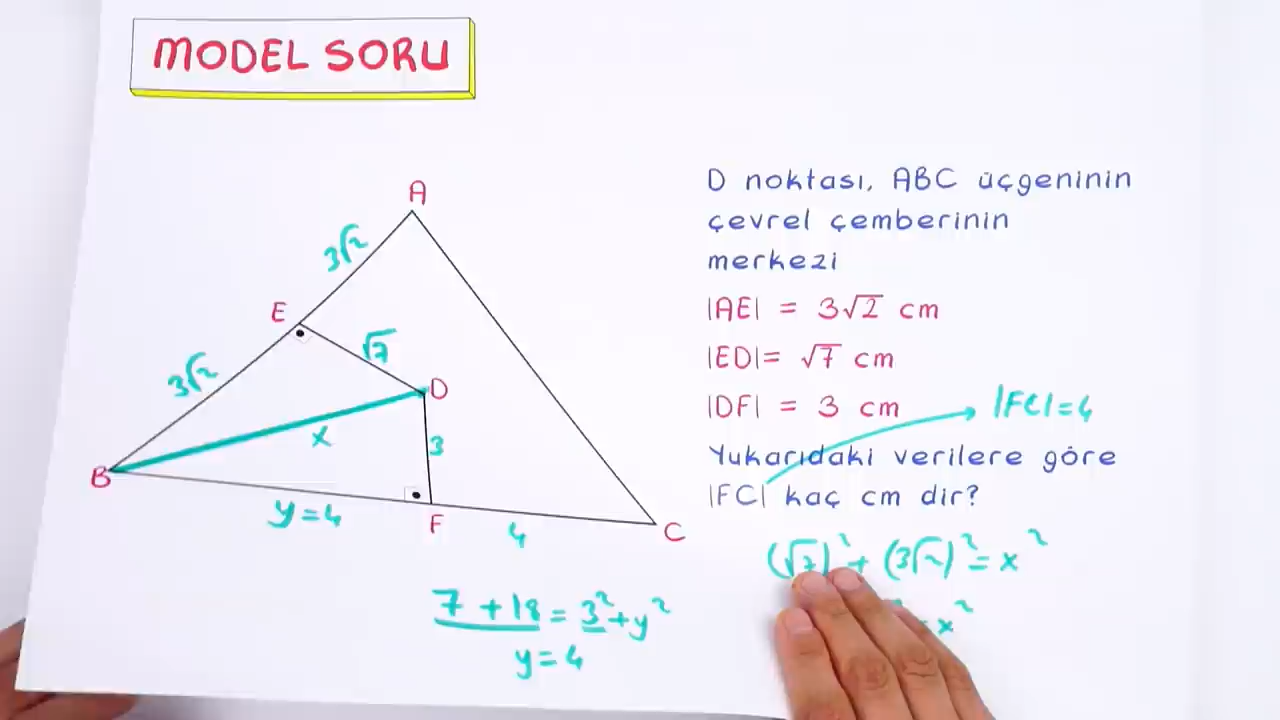 MODEL SORU
D noktası, ABC üçgeninin
çevrel çemberinin
merkezi
|AE| = 3√2 cm
|ED|= √7 cm
|DF| = 3 cm
|FC|=4
Yukarıdaki verilere göre
|FC| kaç cm dir?
A
3√2
E
√7
3√2
D
x
3
B
y=4
F
4
C
(√7)² + (3√2)² = x²
² = x²
7 + 18 = 3² + y²
y=4